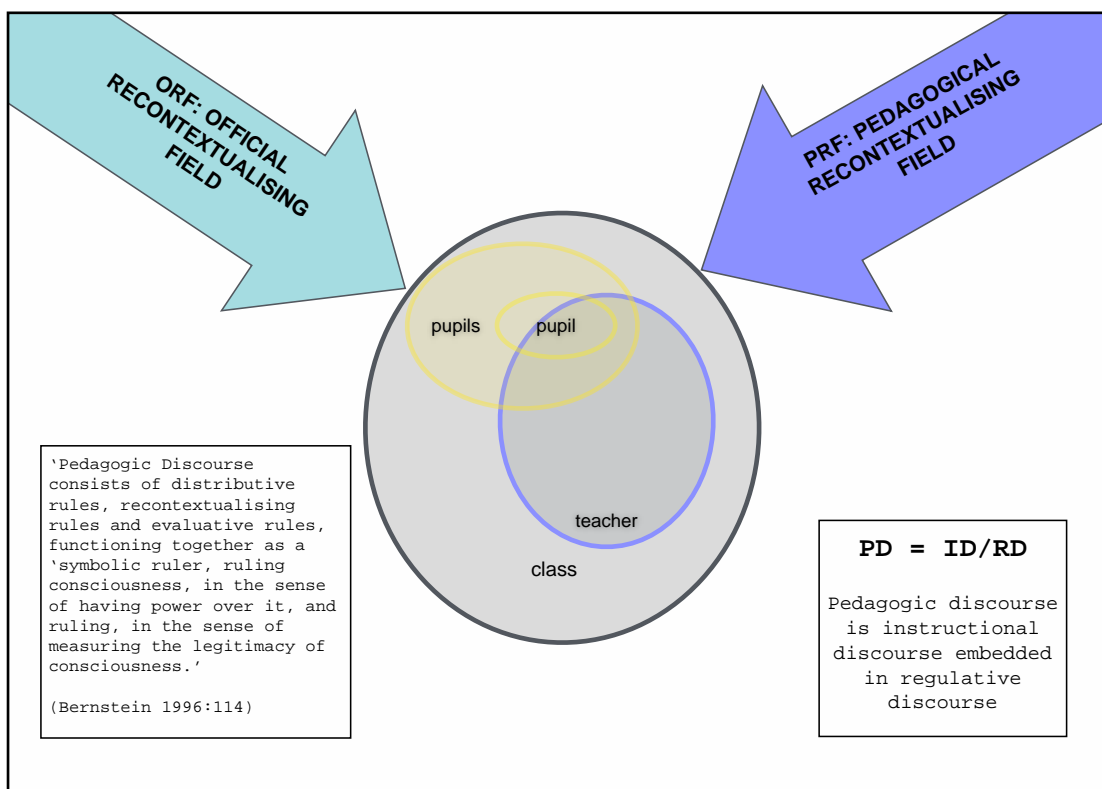 ORF: OFFICIAL
RECONTEXTUALISING
FIELD
PRF: PEDAGOGICAL
RECONTEXTUALISING
FIELD
pupils
pupil
teacher
class
‘Pedagogic Discourse
consists of distributive
rules, recontextualising
rules and evaluative rules,
functioning together as a
‘symbolic ruler, ruling
consciousness, in the sense
of having power over it, and
ruling, in the sense of
measuring the legitimacy of
consciousness.’
(Bernstein 1996:114)
PD = ID/RD
Pedagogic discourse
is instructional
discourse embedded
in regulative
discourse